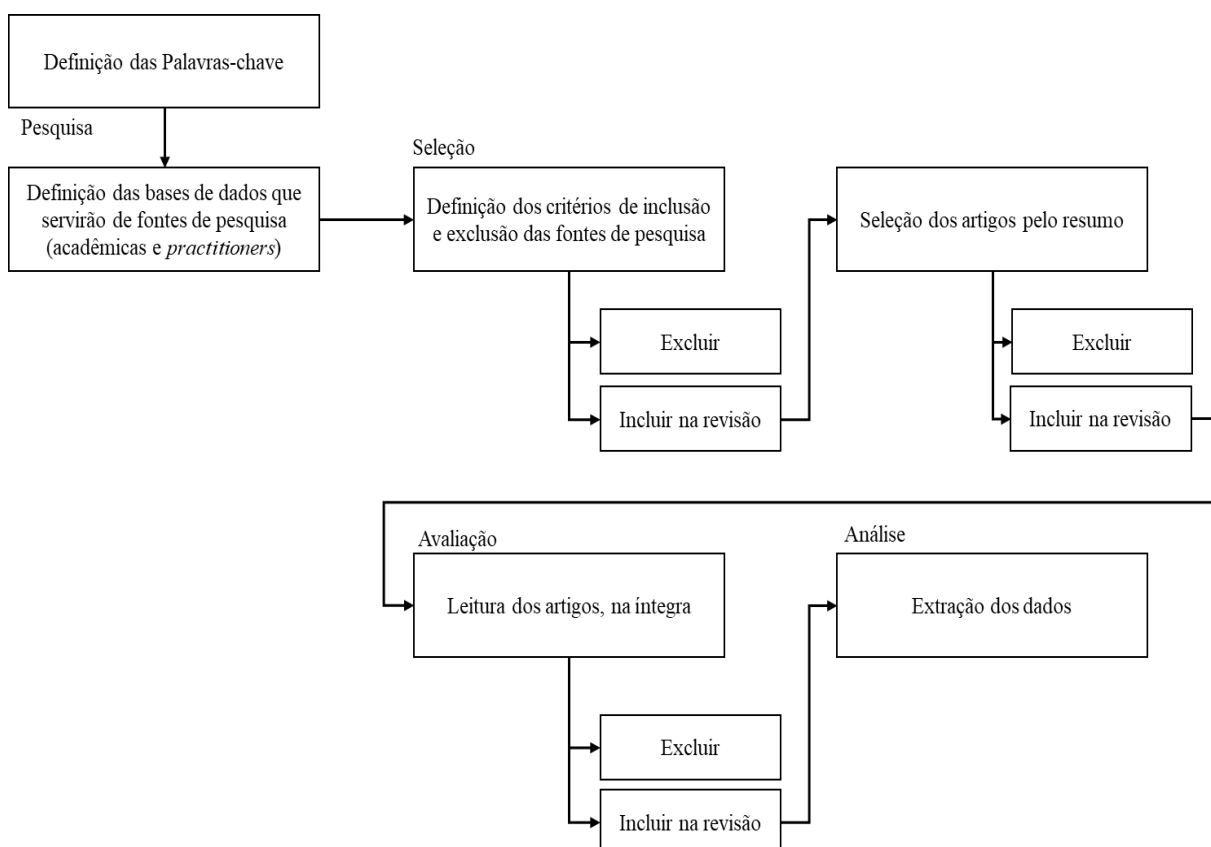 Definição das Palavras-chave
Pesquisa
Definição das bases de dados que
servirão de fontes de pesquisa
(acadêmicas e practitioners)
Seleção
Definição dos critérios de inclusão
e exclusão das fontes de pesquisa
Excluir
Incluir na revisão
Seleção dos artigos pelo resumo
Excluir
Incluir na revisão
Avaliação
Leitura dos artigos, na íntegra
Excluir
Incluir na revisão
Análise
Extração dos dados